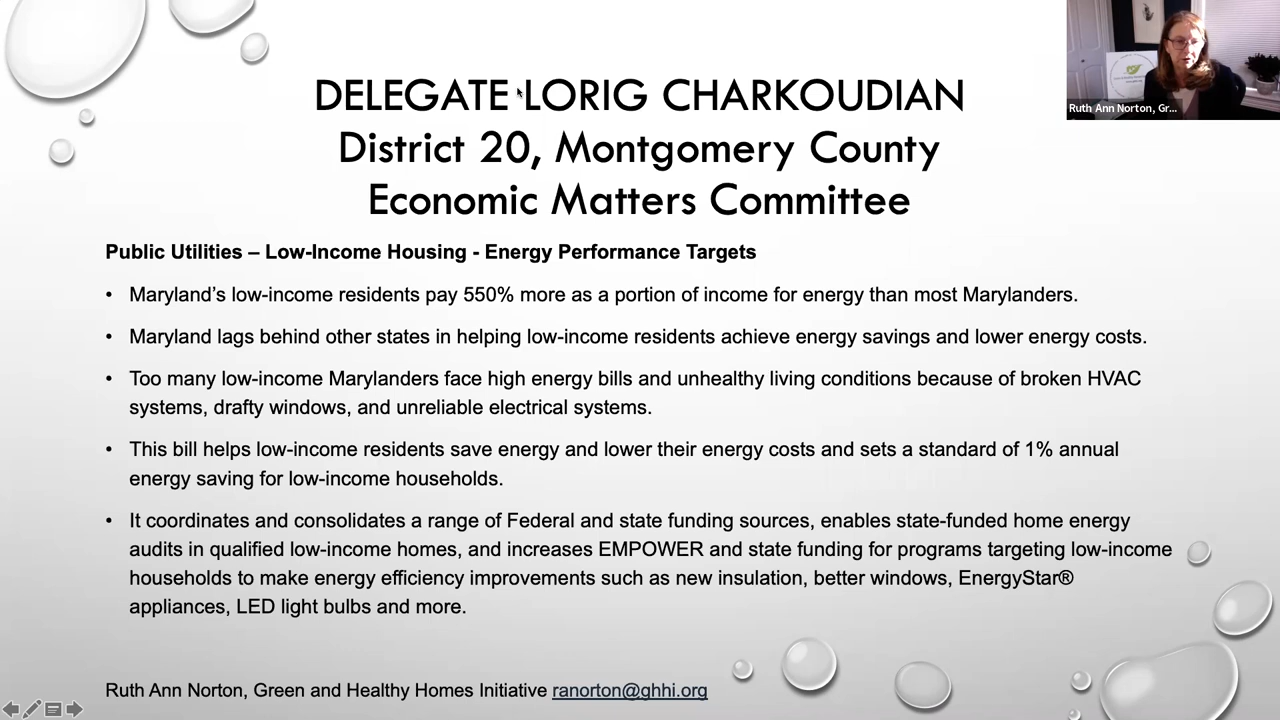 DELEGATE LORIG CHARKOUDIAN
District 20, Montgomery County
Economic Matters Committee
Ruth Ann Norton, Gr...
Public Utilities – Low-Income Housing - Energy Performance Targets
• Maryland's low-income residents pay 550% more as a portion of income for energy than most Marylanders.
• Maryland lags behind other states in helping low-income residents achieve energy savings and lower energy costs.
• Too many low-income Marylanders face high energy bills and unhealthy living conditions because of broken HVAC
systems, drafty windows, and unreliable electrical systems.
• This bill helps low-income residents save energy and lower their energy costs and sets a standard of 1% annual
energy saving for low-income households.
• It coordinates and consolidates a range of Federal and state funding sources, enables state-funded home energy
audits in qualified low-income homes, and increases EMPOWER and state funding for programs targeting low-income
households to make energy efficiency improvements such as new insulation, better windows, EnergyStar®
appliances, LED light bulbs and more.
Ruth Ann Norton, Green and Healthy Homes Initiative ranorton@ghhi.org